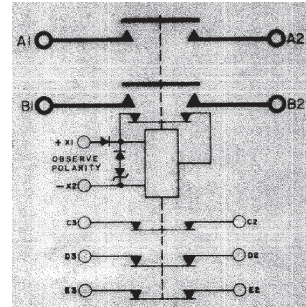 A1 A2
B1 B2
+ X1
OBSERVE
POLARITY
- X2
C3 C2
D3 D2
E3 E2